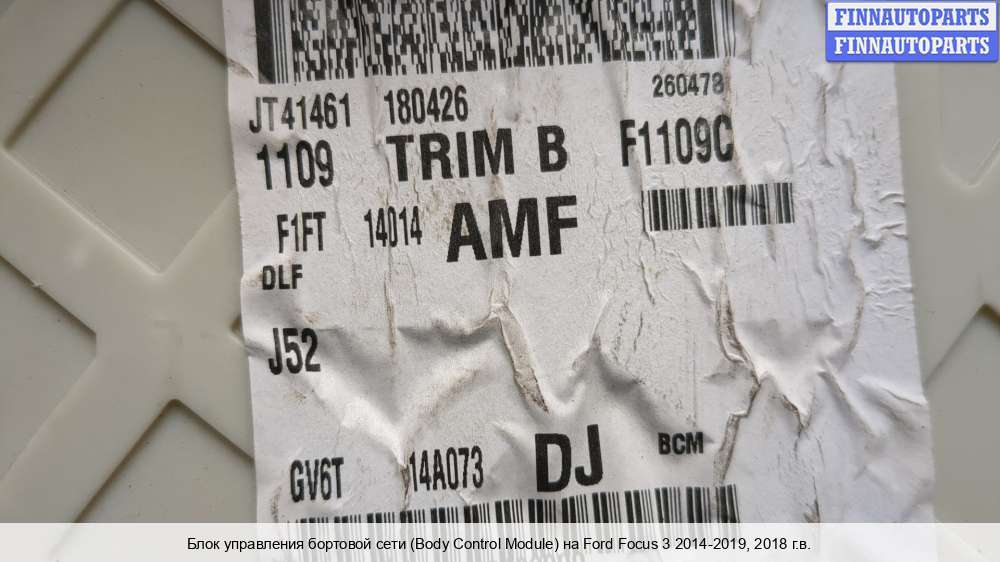 FINNAUTOPARTS
FINNAUTOPARTS
JT41461 180426 260478
1109 TRIM B F1109C
F1FT 14014 AMF
DLF
J52
GV6T 14A073 DJ BCM
Блок управления бортовой сети (Body Control Module) на Ford Focus 3 2014-2019, 2018 г.в.